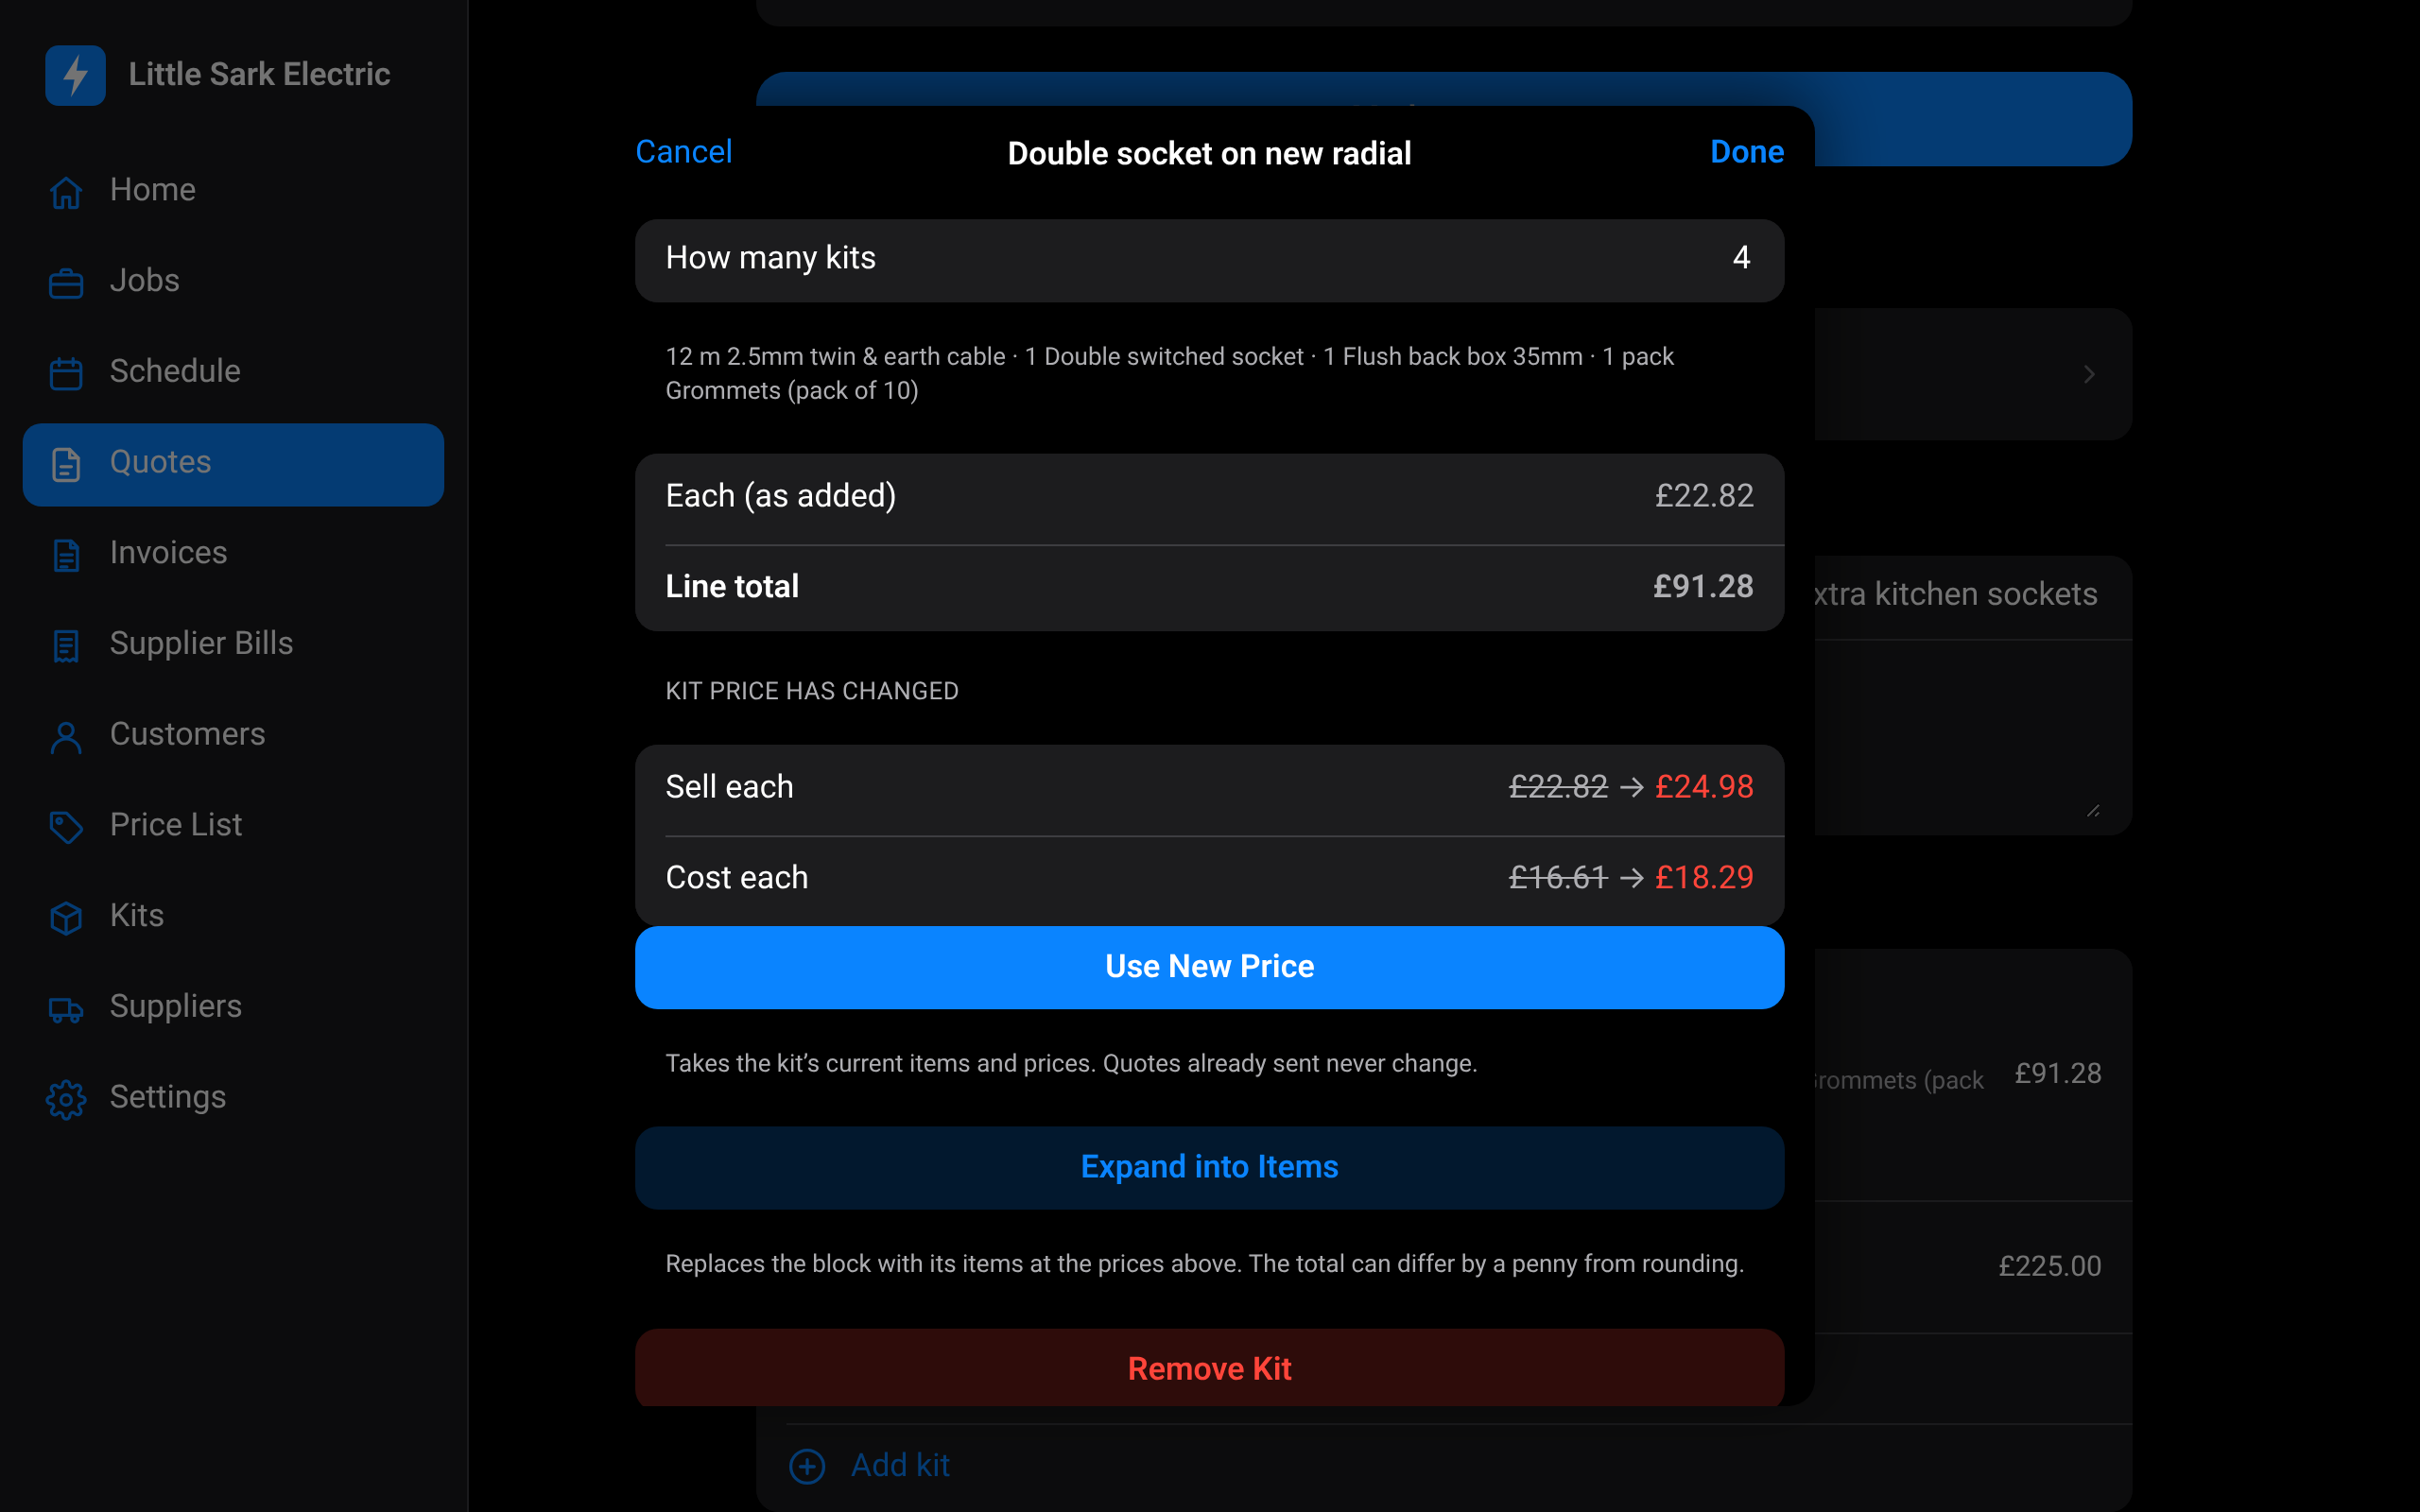 Little Sark Electric
Home
Jobs
Schedule
Quotes
Invoices
Supplier Bills
Customers
Price List
Kits
Suppliers
Settings
Cancel
Double socket on new radial
Done
How many kits
4
12 m 2.5mm twin & earth cable · 1 Double switched socket · 1 Flush back box 35mm · 1 pack
Grommets (pack of 10)
Each (as added)
£22.82
Line total
£91.28
KIT PRICE HAS CHANGED
Sell each
£22.82 → £24.98
Cost each
£16.61 → £18.29
Use New Price
Takes the kit’s current items and prices. Quotes already sent never change.
Expand into Items
Replaces the block with its items at the prices above. The total can differ by a penny from rounding.
Remove Kit
kitchen sockets
(pack
£91.28
£225.00
Add kit